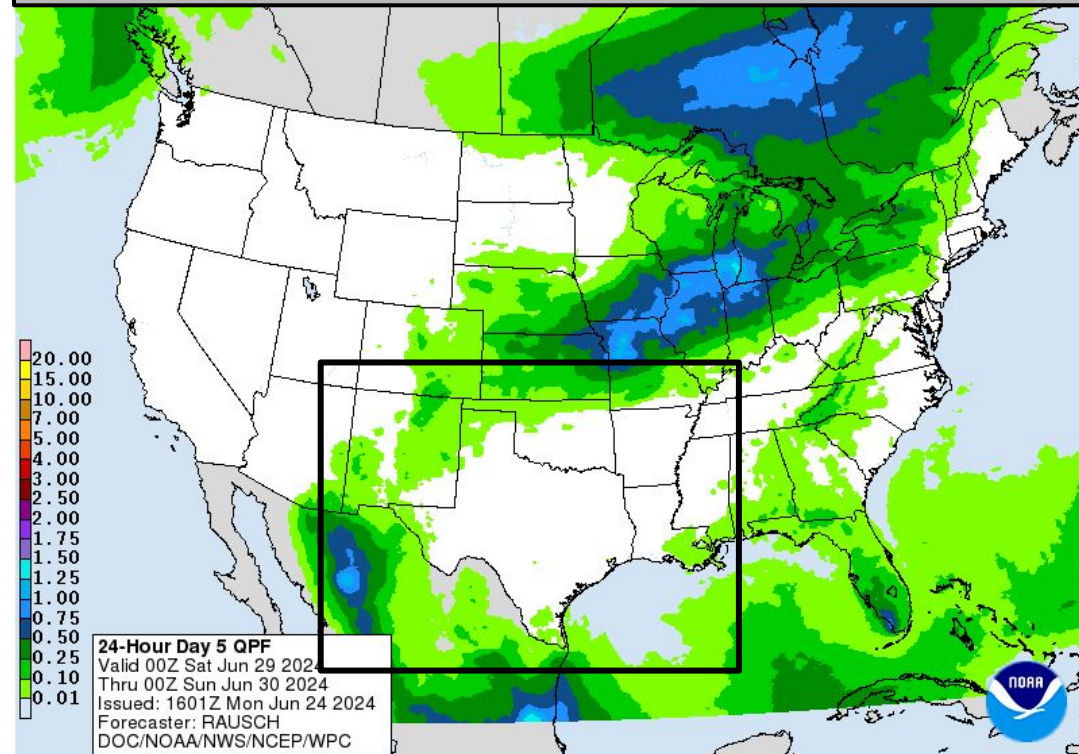 20.00
15.00
10.00
7.00
5.00
4.00
3.00
2.50
2.00
1.75
1.50
1.25
1.00
0.75
0.50
0.25
0.10
0.01
24-Hour Day 5 QPF
Valid 00Z Sat Jun 29 2024
Thru 00Z Sun Jun 30 2024
Issued: 1601Z Mon Jun 24 2024
Forecaster: RAUSCH
DOC/NOAA/NWS/NCEP/WPC
NOAA